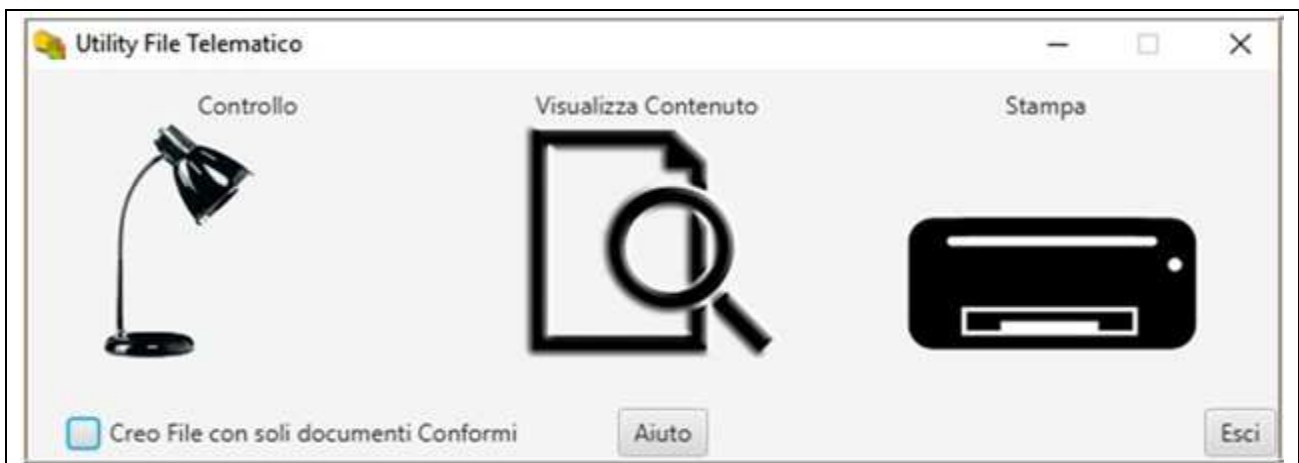 Utility File Telematico
Controllo
Visualizza Contenuto
Stampa
Creo File con soli documenti Conformi
Aiuto
Esci